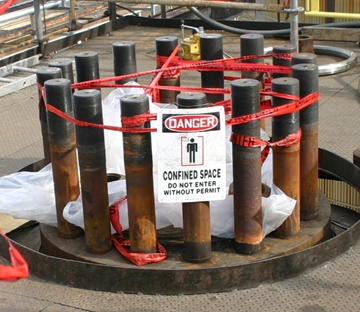 DANGER
CONFINED SPACE
DO NOT ENTER
WITHOUT PERMIT